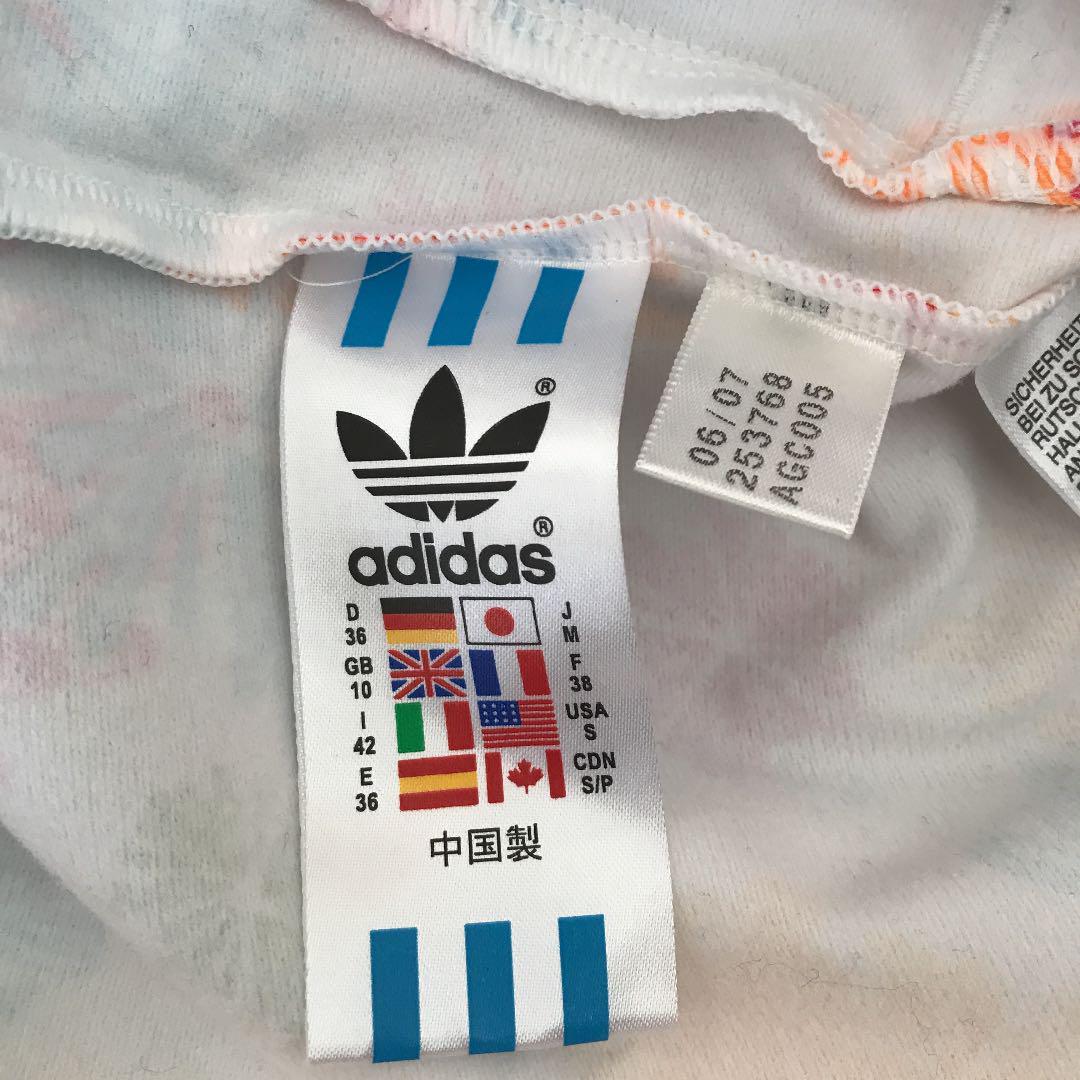 ®
®
adidas
D
36
J
M
GB
10
F
38
I
42
USA
S
E
36
CDN
S/P
中国製
06/07
253768
AGC005
SICHERHEIT
BEI ZU
RUTSC
HAL
AN